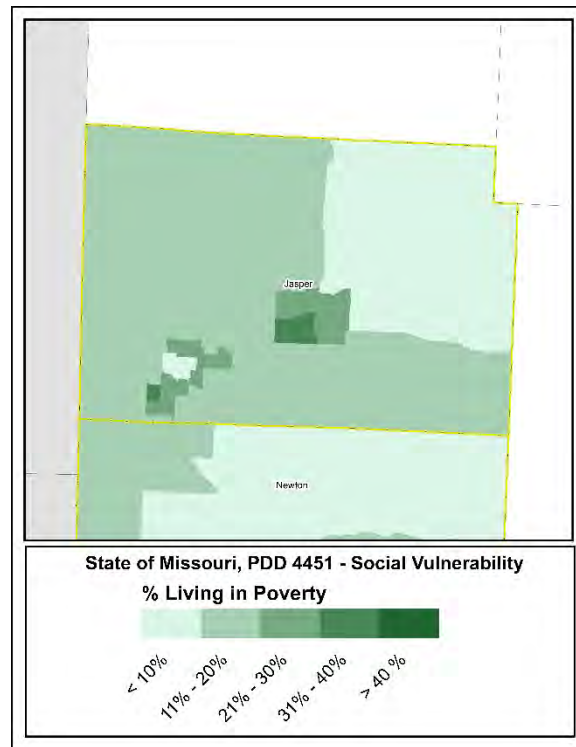 Jasper
Newton
State of Missouri, PDD 4451 - Social Vulnerability
% Living in Poverty
< 10%
11% - 20%
21% - 30%
31% - 40%
> 40 %